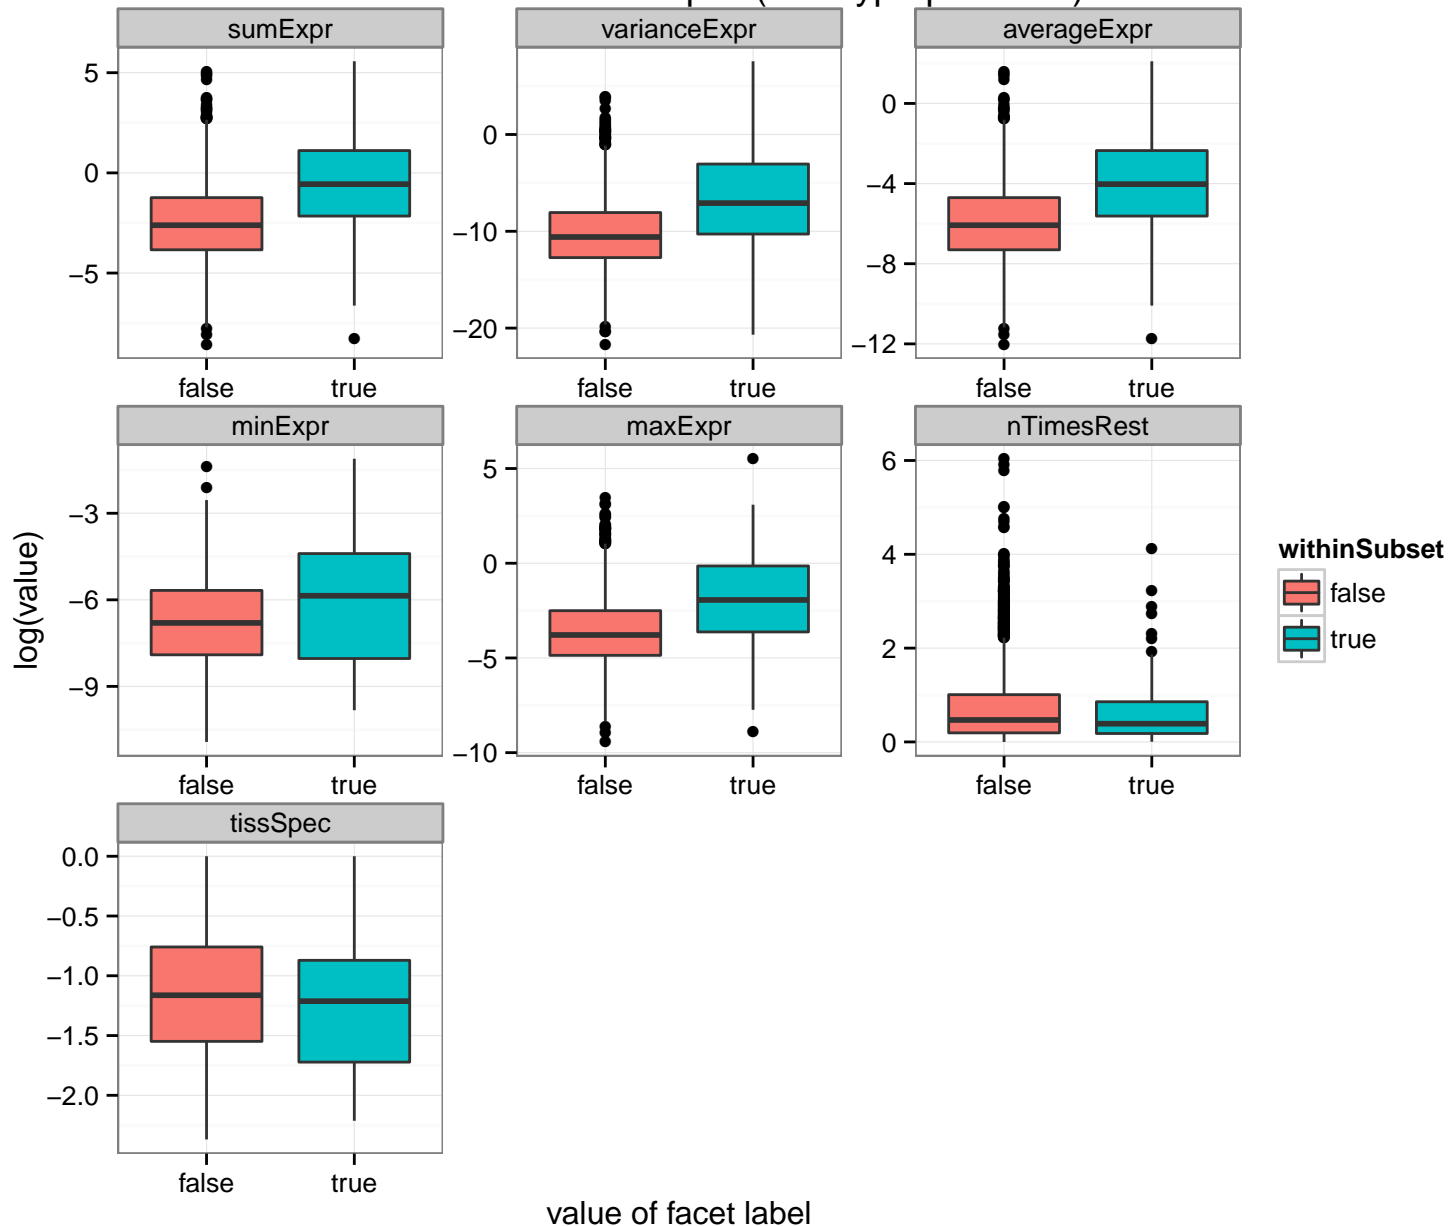 sumExpr varianceExpr averageExpr
5 0 −5
0 −10 −20
0 −4 −8 −12
false true false true false true
minExpr maxExpr nTimesRest
−3 −6 −9
5 0 −5 −10
6 4 2 0
false true false true false true
tissSpec
0.0 −0.5 −1.0 −1.5 −2.0
false true
log(value)
value of facet label
withinSubset
false
true